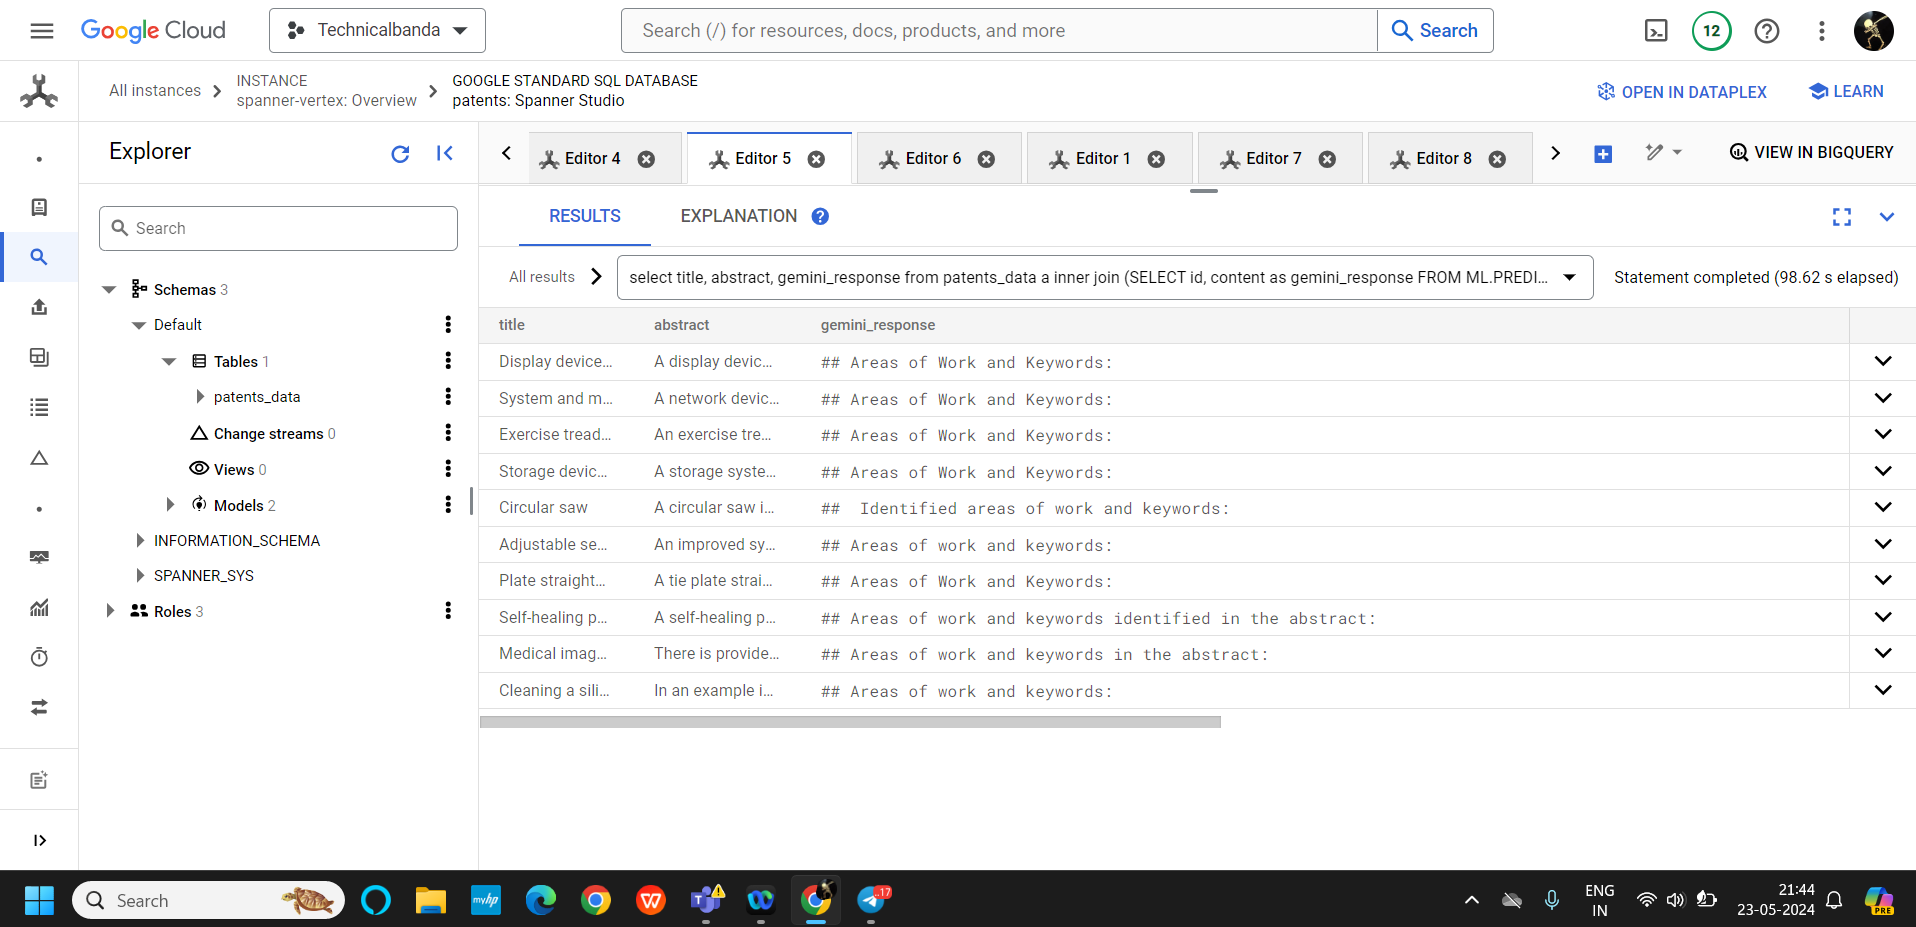 Google Cloud
Technicalbanda
Search (/) for resources, docs, products, and more
Search
12
All instances
INSTANCE
spanner-vertex: Overview
GOOGLE STANDARD SQL DATABASE
patents: Spanner Studio
OPEN IN DATAPLEX
LEARN
Explorer
Editor 4
Editor 5
Editor 6
Editor 1
Editor 7
Editor 8
VIEW IN BIGQUERY
Search
Schemas 3
Default
Tables 1
patents_data
Change streams 0
Views 0
Models 2
INFORMATION_SCHEMA
SPANNER_SYS
Roles 3
RESULTS
EXPLANATION
?
All results
select title, abstract, gemini_response from patents_data a inner join (SELECT id, content as gemini_response FROM ML.PREDI...
Statement completed (98.62 s elapsed)
title abstract gemini_response
Display device... A display devic... ## Areas of Work and Keywords:
System and m... A network devic... ## Areas of Work and Keywords:
Exercise tread... An exercise tre... ## Areas of Work and Keywords:
Storage devic... A storage syste... ## Areas of Work and Keywords:
Circular saw A circular saw i... ## Identified areas of work and keywords:
Adjustable se... An improved sy... ## Areas of work and keywords:
Plate straight... A tie plate strai... ## Areas of Work and Keywords:
Self-healing p... A self-healing p... ## Areas of work and keywords identified in the abstract:
Medical imag... There is provide... ## Areas of work and keywords in the abstract:
Cleaning a sili... In an example i... ## Areas of work and keywords:
Search
myhp
W
T
..17
ENG
IN
21:44
23-05-2024
PRE